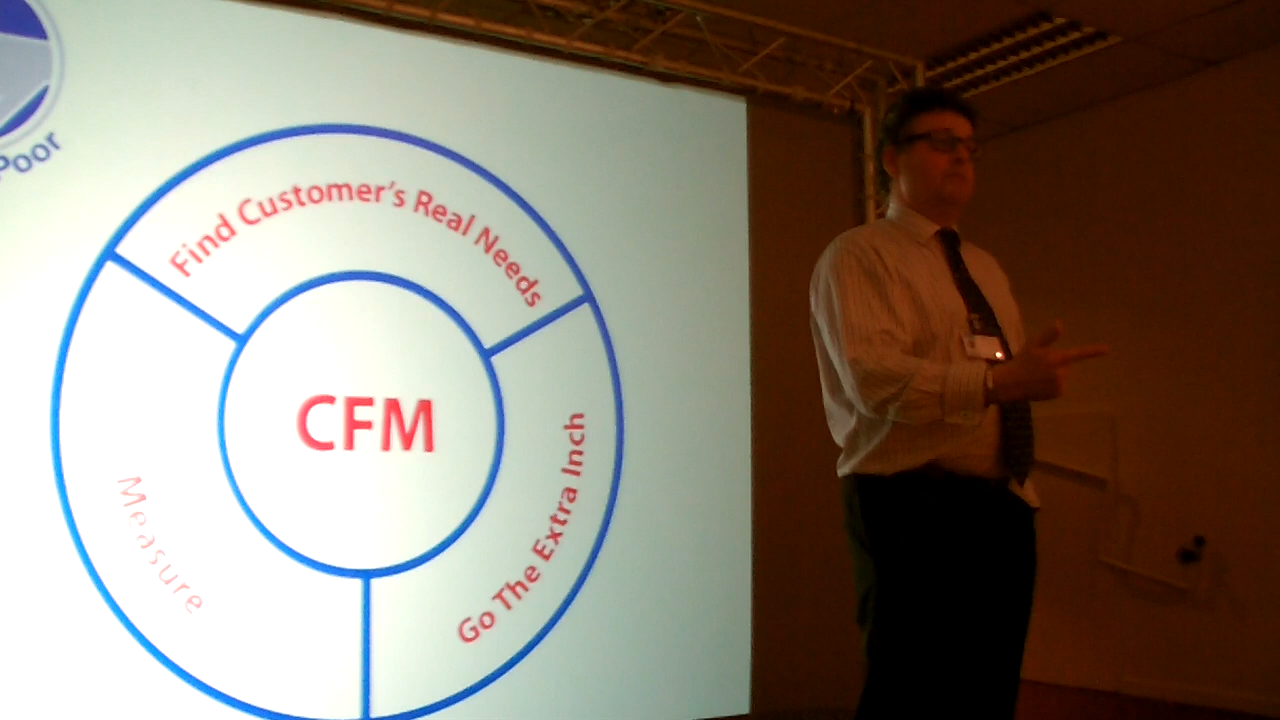 Poor
Find Customer's Real Needs
CFM
Go The Extra Inch
Measure